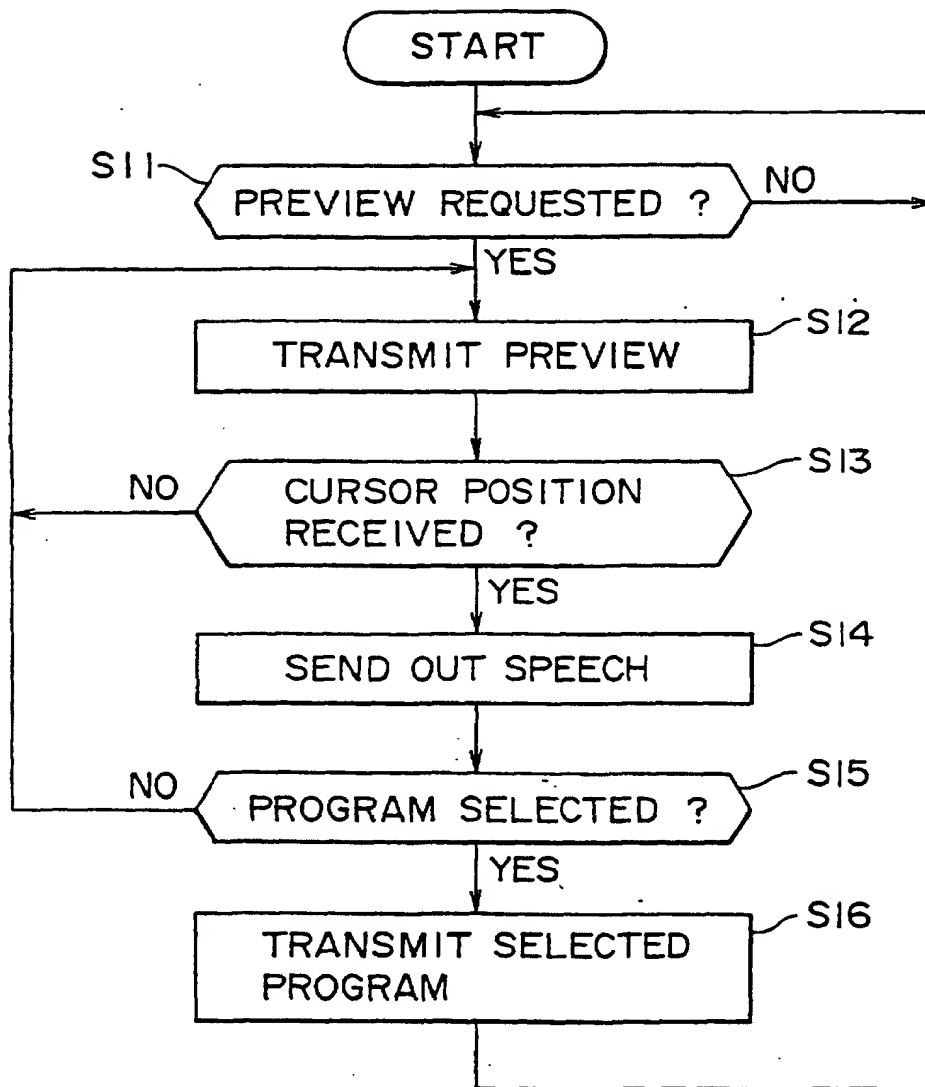 START
S11
PREVIEW REQUESTED ?
NO
YES
S12
TRANSMIT PREVIEW
S13
NO
CURSOR POSITION
RECEIVED ?
YES
S14
SEND OUT SPEECH
S15
NO
PROGRAM SELECTED ?
YES
S16
TRANSMIT SELECTED
PROGRAM